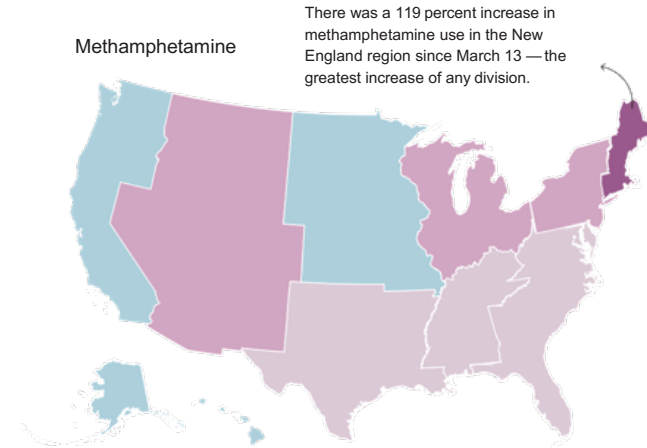 There was a 119 percent increase in
methamphetamine use in the New
England region since March 13 — the
greatest increase of any division.
Methamphetamine